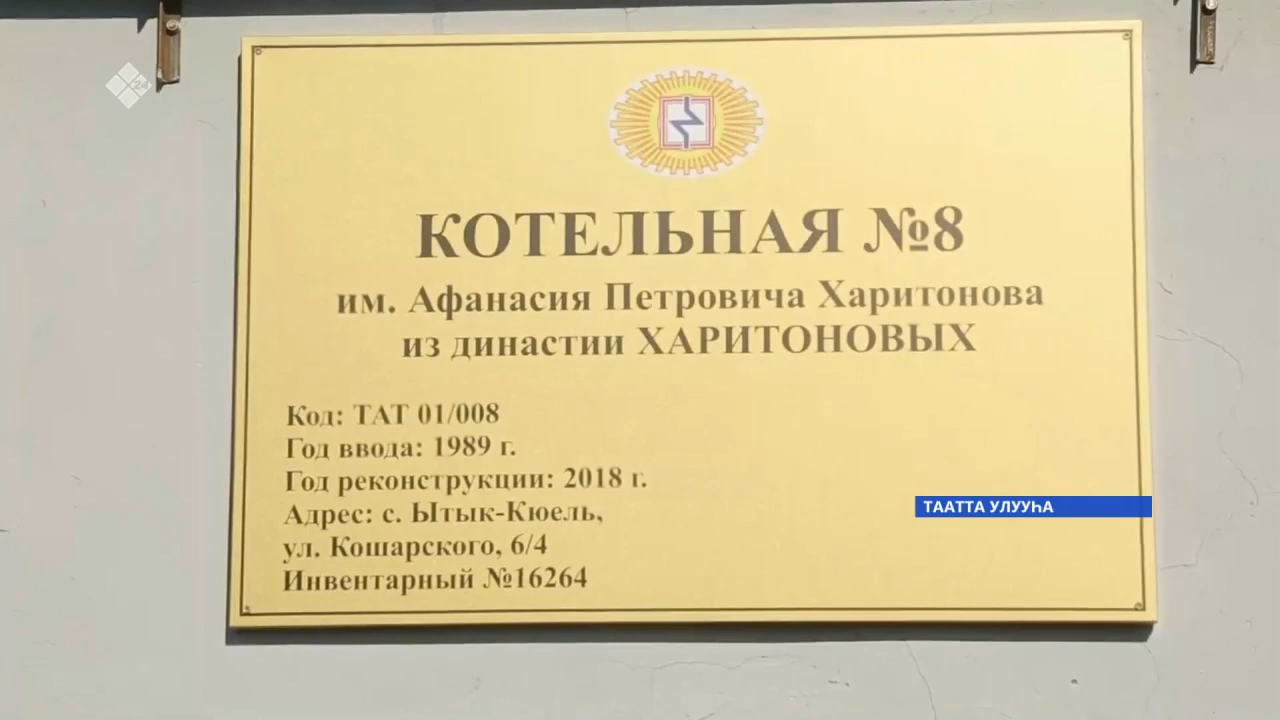 X24
КОТЕЛЬНАЯ №8
им. Афанасия Петровича Харитонова
из династии ХАРИТОНОВЫХ
Код: ТАТ 01/008
Год ввода: 1989 г.
Год реконструкции: 2018 г.
Адрес: с. Ытык-Кюель,
ул. Кошарского, 6/4
Инвентарный №16264
ТААТТА УЛУУҺА